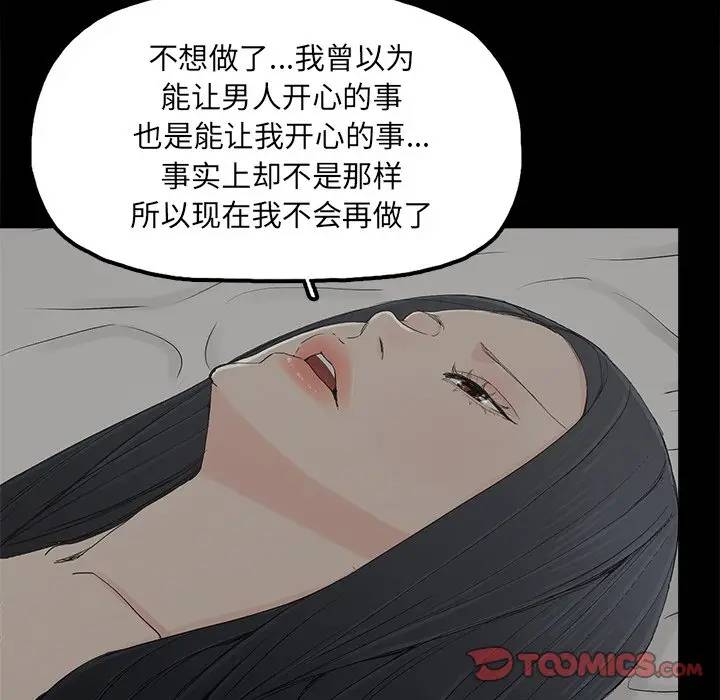 不想做了...我曾以为
能让男人开心的事
也是能让我开心的事...
事实上却不是那样
所以现在我不会再做了
TOOMICS.COM